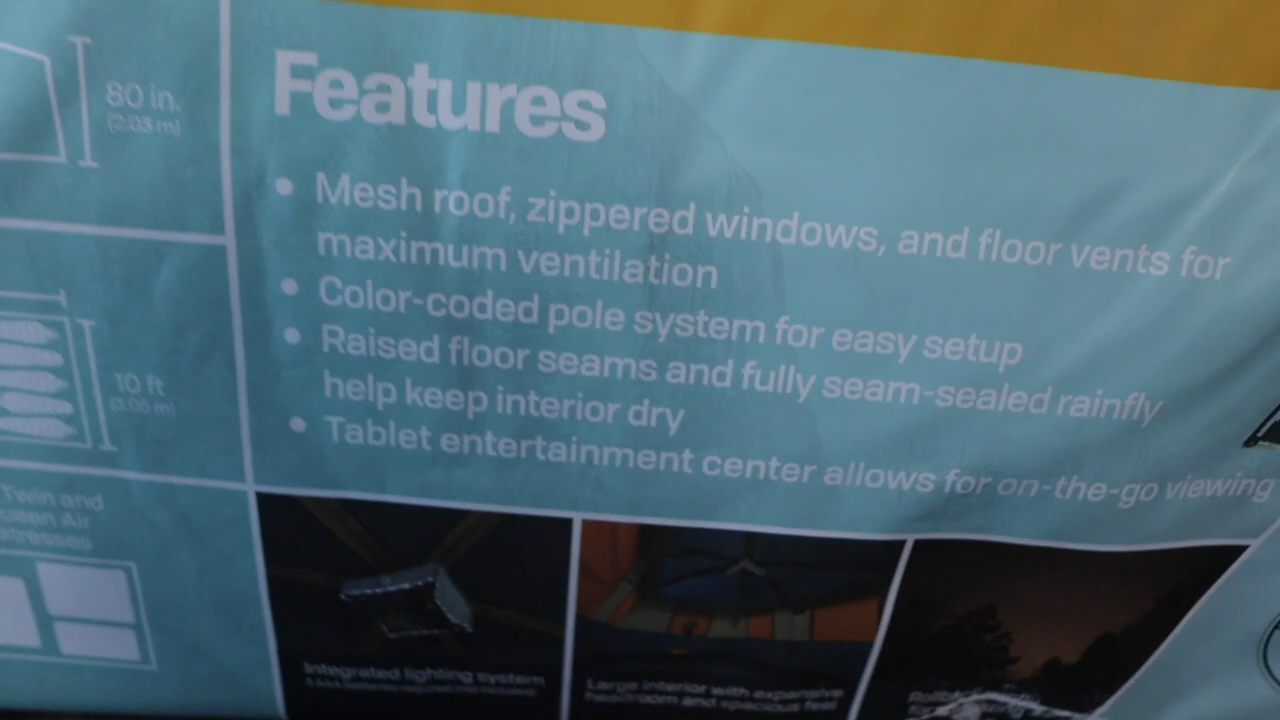 80 in.
(2.03 m)
10 ft
(3.05 m)
Twin and
Air
Features
• Mesh roof, zippered windows, and floor vents for
maximum ventilation
• Color-coded pole system for easy setup
• Raised floor seams and fully seam-sealed rainfly
help keep interior dry
• Tablet entertainment center allows for on-the-go viewing
Integrated lighting system
Large interior with expansive
headroom and spacious feel